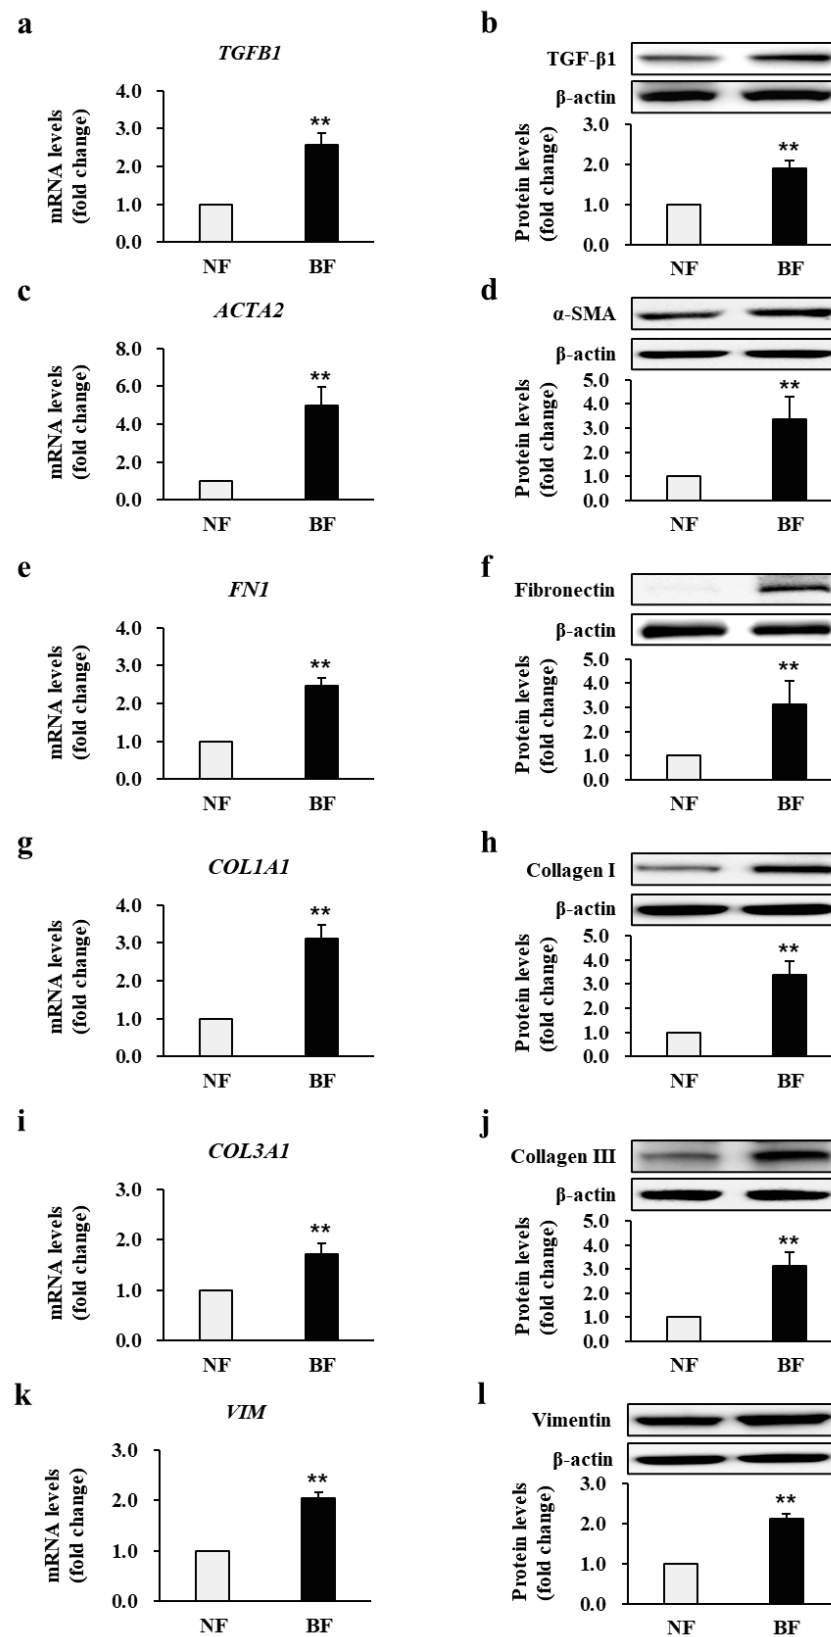 a
TGFB1
mRNA levels
(fold change)
4.0
3.0
2.0
1.0
0.0
**
NF BF
b
TGF-β1
β-actin
Protein levels
(fold change)
3.0
2.0
1.0
0.0
**
NF BF
c
ACTA2
mRNA levels
(fold change)
8.0
6.0
4.0
2.0
0.0
**
NF BF
d
α-SMA
β-actin
Protein levels
(fold change)
5.0
4.0
3.0
2.0
1.0
0.0
**
NF BF
e
FN1
mRNA levels
(fold change)
4.0
3.0
2.0
1.0
0.0
**
NF BF
f
Fibronectin
β-actin
Protein levels
(fold change)
5.0
4.0
3.0
2.0
1.0
0.0
**
NF BF
g
COL1A1
mRNA levels
(fold change)
4.0
3.0
2.0
1.0
0.0
**
NF BF
h
Collagen I
β-actin
Protein levels
(fold change)
5.0
4.0
3.0
2.0
1.0
0.0
**
NF BF
i
COL3A1
mRNA levels
(fold change)
3.0
2.0
1.0
0.0
**
NF BF
j
Collagen III
β-actin
Protein levels
(fold change)
5.0
4.0
3.0
2.0
1.0
0.0
**
NF BF
k
VIM
mRNA levels
(fold change)
3.0
2.0
1.0
0.0
**
NF BF
l
Vimentin
β-actin
Protein levels
(fold change)
3.0
2.0
1.0
0.0
**
NF BF